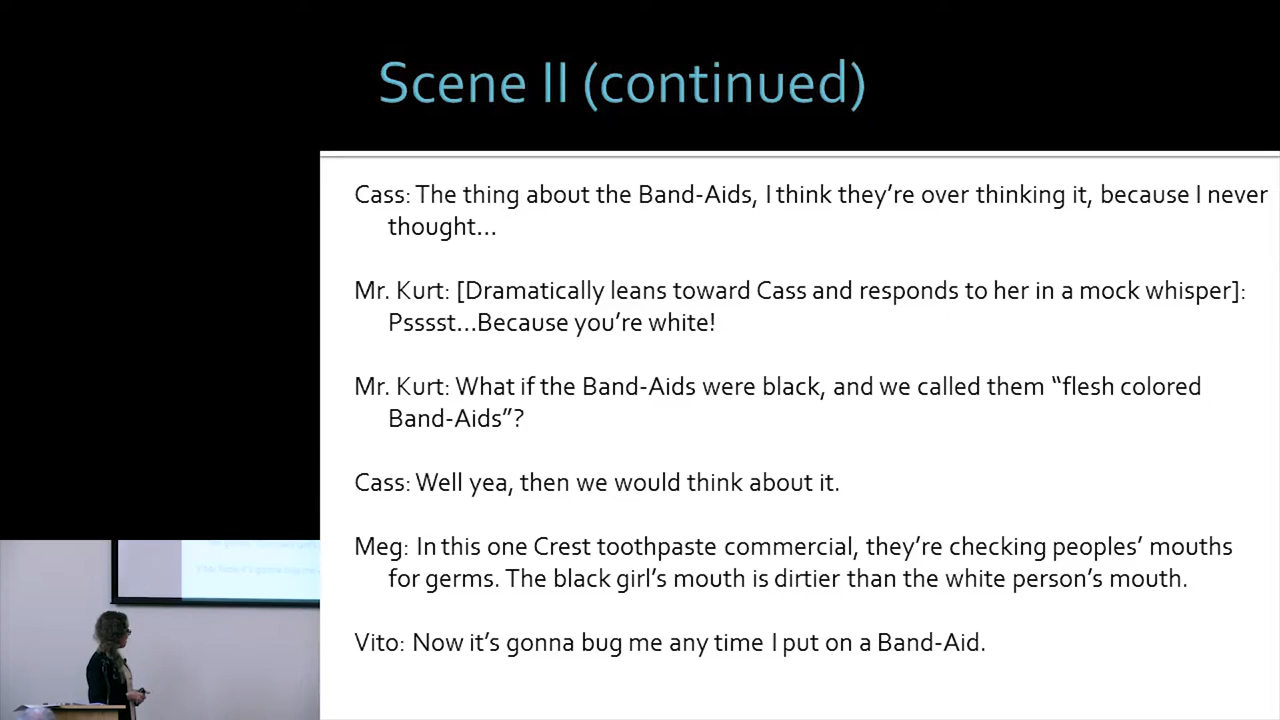 Scene II (continued)
Cass: The thing about the Band-Aids, I think they're over thinking it, because I never
thought…
Mr. Kurt: [Dramatically leans toward Cass and responds to her in a mock whisper]:
Psssst…Because you're white!
Mr. Kurt: What if the Band-Aids were black, and we called them “flesh colored
Band-Aids”?
Cass: Well yea, then we would think about it.
Meg: In this one Crest toothpaste commercial, they're checking peoples' mouths
for germs. The black girl's mouth is dirtier than the white person's mouth.
Vito: Now it's gonna bug me any time I put on a Band-Aid.